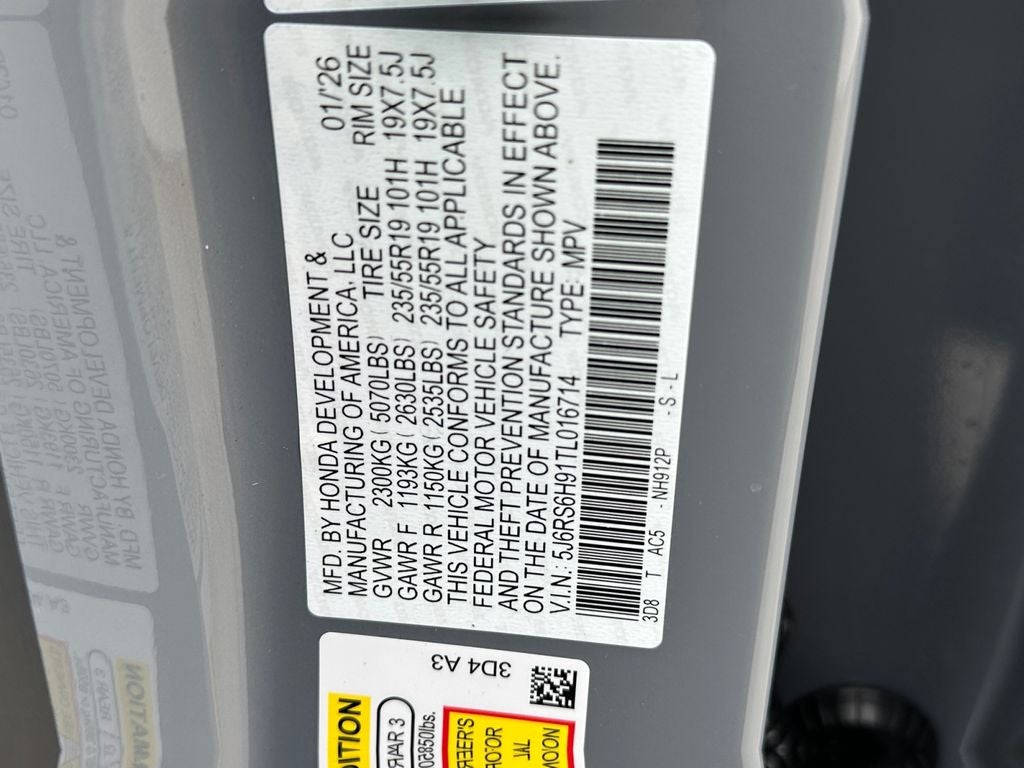 MFD. BY HONDA DEVELOPMENT &
MANUFACTURING OF AMERICA, LLC 01/'26
GVWR 2300KG( 5070LBS) TIRE SIZE RIM SIZE
GAWR F 1193KG( 2630LBS) 235/55R19 101H 19X7.5J
GAWR R 1150KG( 2535LBS) 235/55R19 101H 19X7.5J
THIS VEHICLE CONFORMS TO ALL APPLICABLE
FEDERAL MOTOR VEHICLE SAFETY
AND THEFT PREVENTION STANDARDS IN EFFECT
ON THE DATE OF MANUFACTURE SHOWN ABOVE.
V.I.N.: 5J6RS6H91TL016714 TYPE: MPV
3D8 T AC5 -NH912P -S-L
3D4 A3